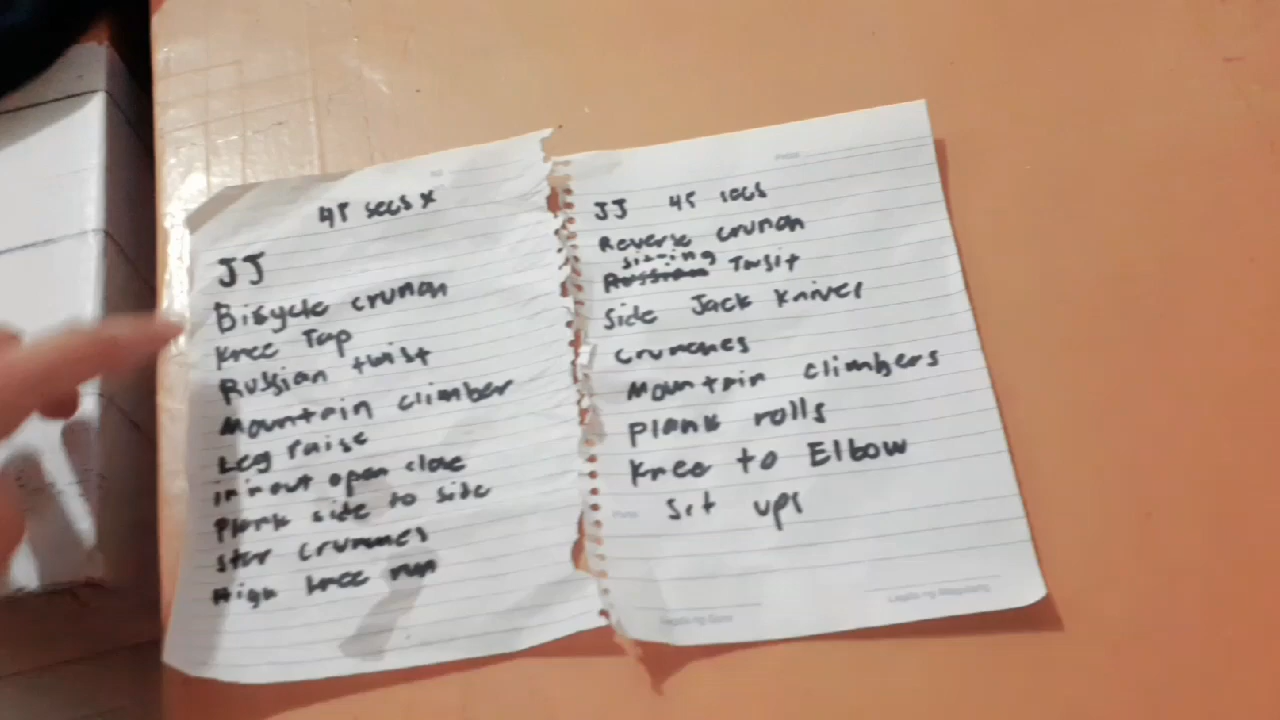 45 secs x
JJ
Bicycle crunch
Knee Tap
Russian twist
Mountain climber
Leg raise
in n out open close
Plank side to side
Star crunches
High knee run
JJ 45 secs
Reverse crunch
sitting
Russian Twsit
Side Jack Knives
Crunches
Mountain climbers
Plank rolls
Knee to Elbow
Sit ups